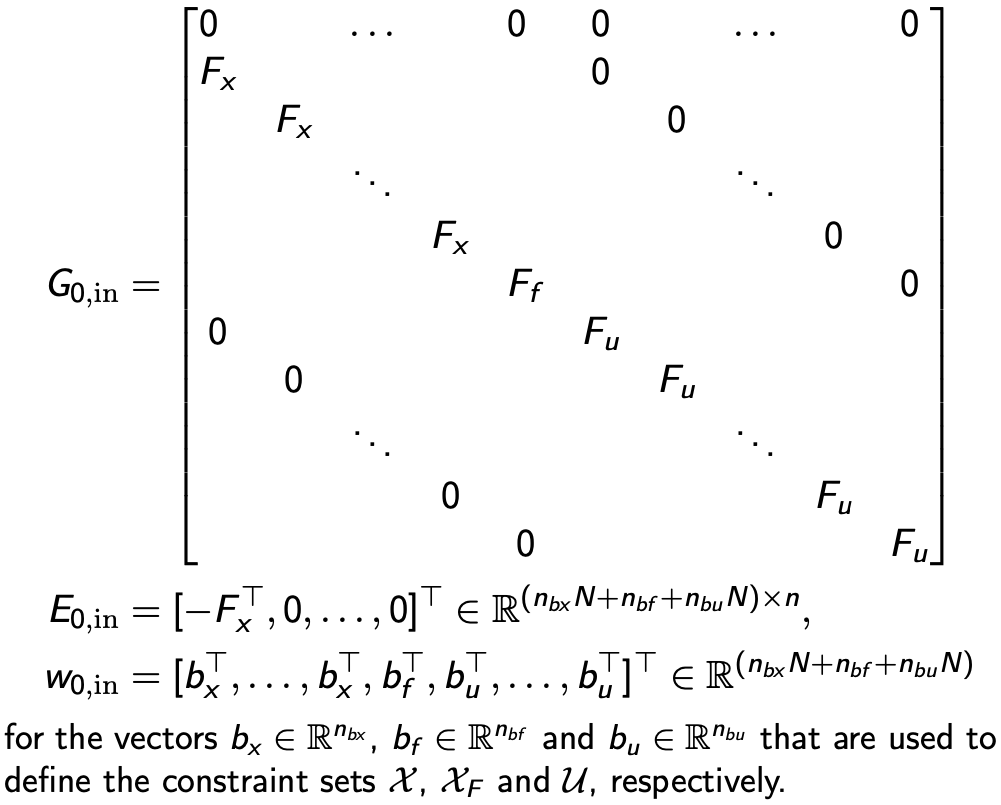 0 … 0 0 … 0
F_x 0
F_x 0
⋱ ⋱
F_x 0
G_{0,in} = F_f 0
0 F_u
0 F_u
⋱ ⋱
0 F_u
0 F_u
E_{0,in} = [−F_x^⊤, 0, …, 0]^⊤ ∈ ℝ^{(n_{bx}N+n_{bf}+n_{bu}N)×n},
w_{0,in} = [b_x^⊤, …, b_x^⊤, b_f^⊤, b_u^⊤, …, b_u^⊤]^⊤ ∈ ℝ^{(n_{bx}N+n_{bf}+n_{bu}N)}
for the vectors b_x ∈ ℝ^{n_{bx}}, b_f ∈ ℝ^{n_{bf}} and b_u ∈ ℝ^{n_{bu}} that are used to
define the constraint sets 𝒳, 𝒳_F and 𝒰, respectively.